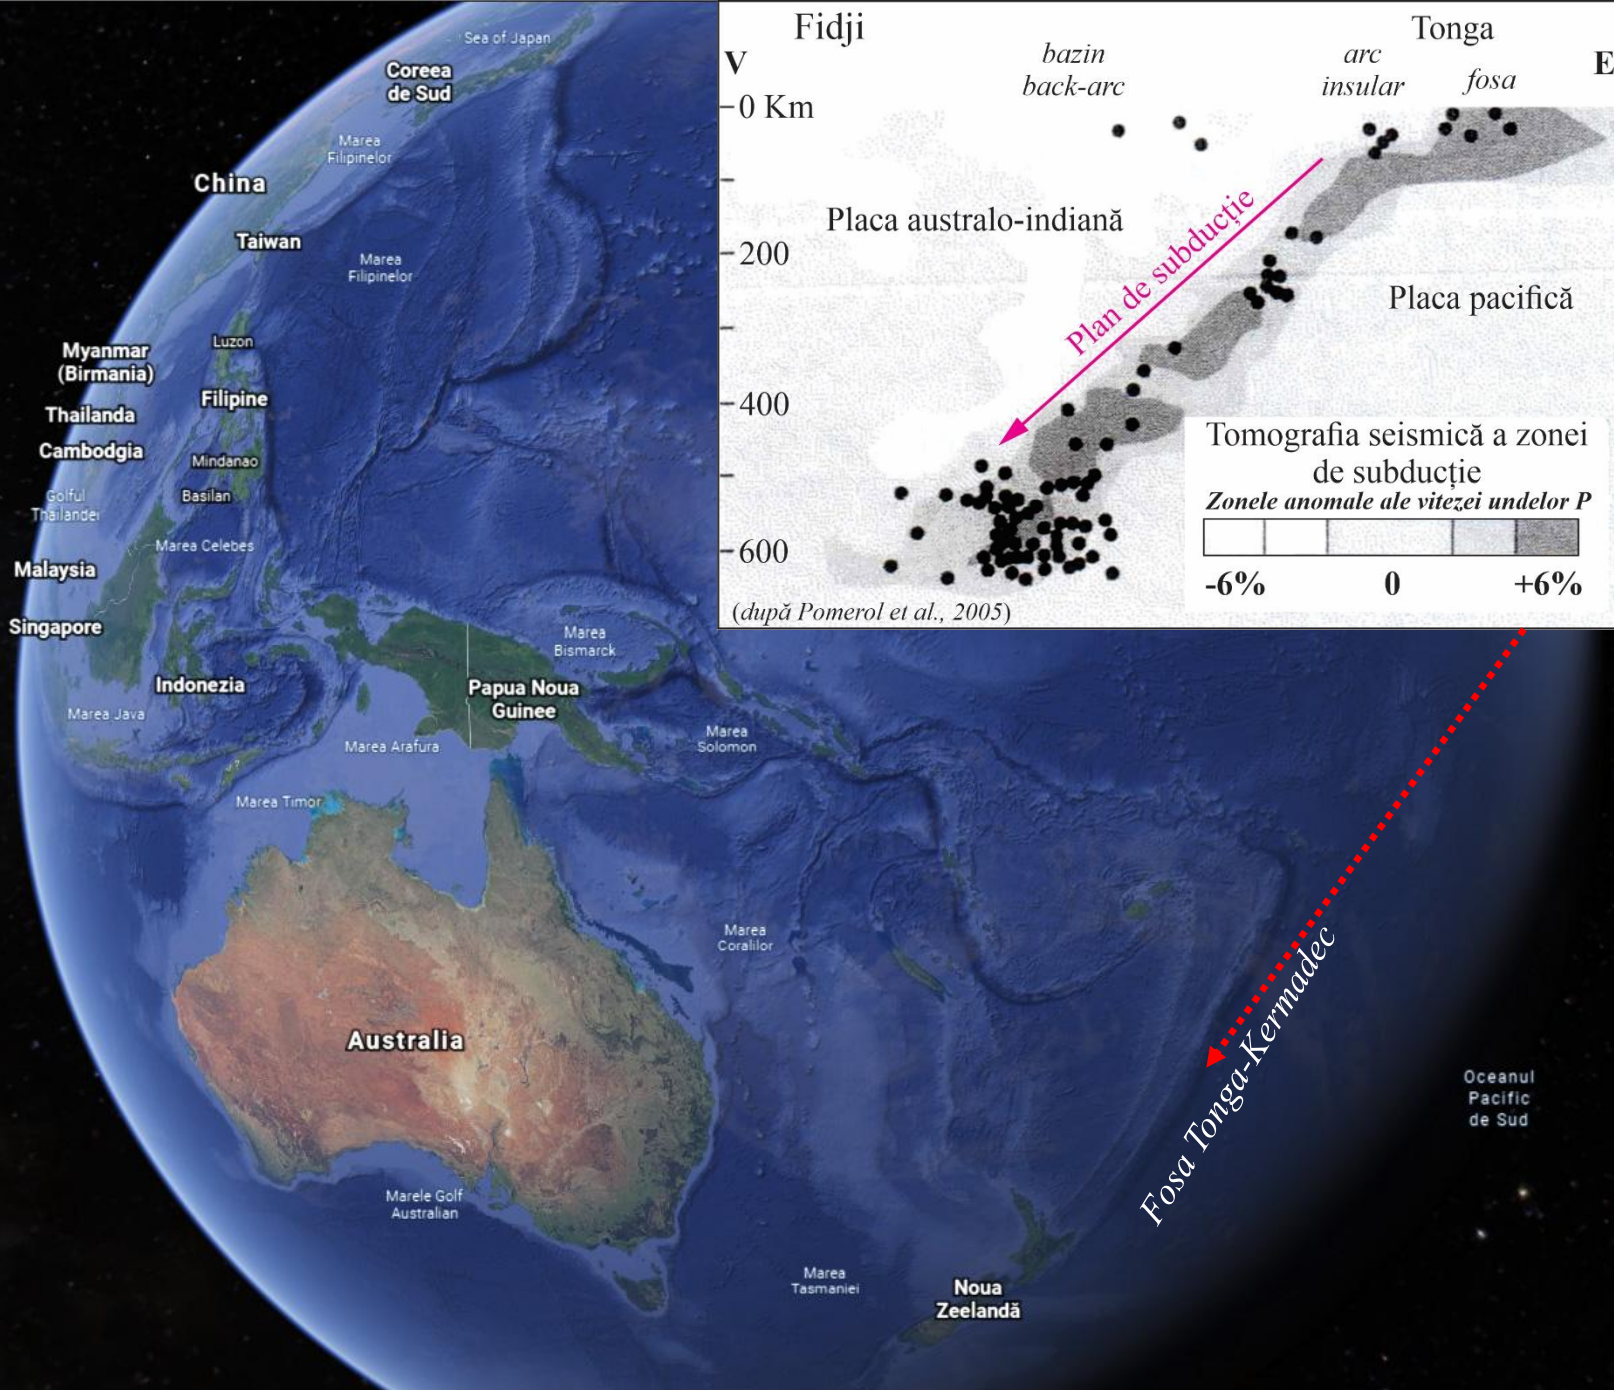 Fidji
Tonga
V
bazin
back-arc
arc
insular
fosa
E
0 Km
Placa australo-indiană
200
Plan de subducție
Placa pacifică
400
600
Tomografia seismică a zonei
de subducție
Zonele anomale ale vitezei undelor P
-6%
0
+6%
(după Pomerol et al., 2005)
Sea of Japan
Coreea
de Sud
Marea
Filipinelor
China
Taiwan
Marea
Filipinelor
Luzon
Myanmar
(Birmania)
Filipine
Thailanda
Cambodgia
Mindanao
Basilan
Golful
Thailandei
Marea Celebes
Malaysia
Singapore
Marea
Bismarck
Indonezia
Papua Noua
Guinee
Marea Java
Marea Arafura
Marea
Solomon
Marea Timor
Marea
Coralilor
Australia
Fosa Tonga-Kermadec
Oceanul
Pacific
de Sud
Marele Golf
Australian
Marea
Tasmaniei
Noua
Zeelandă